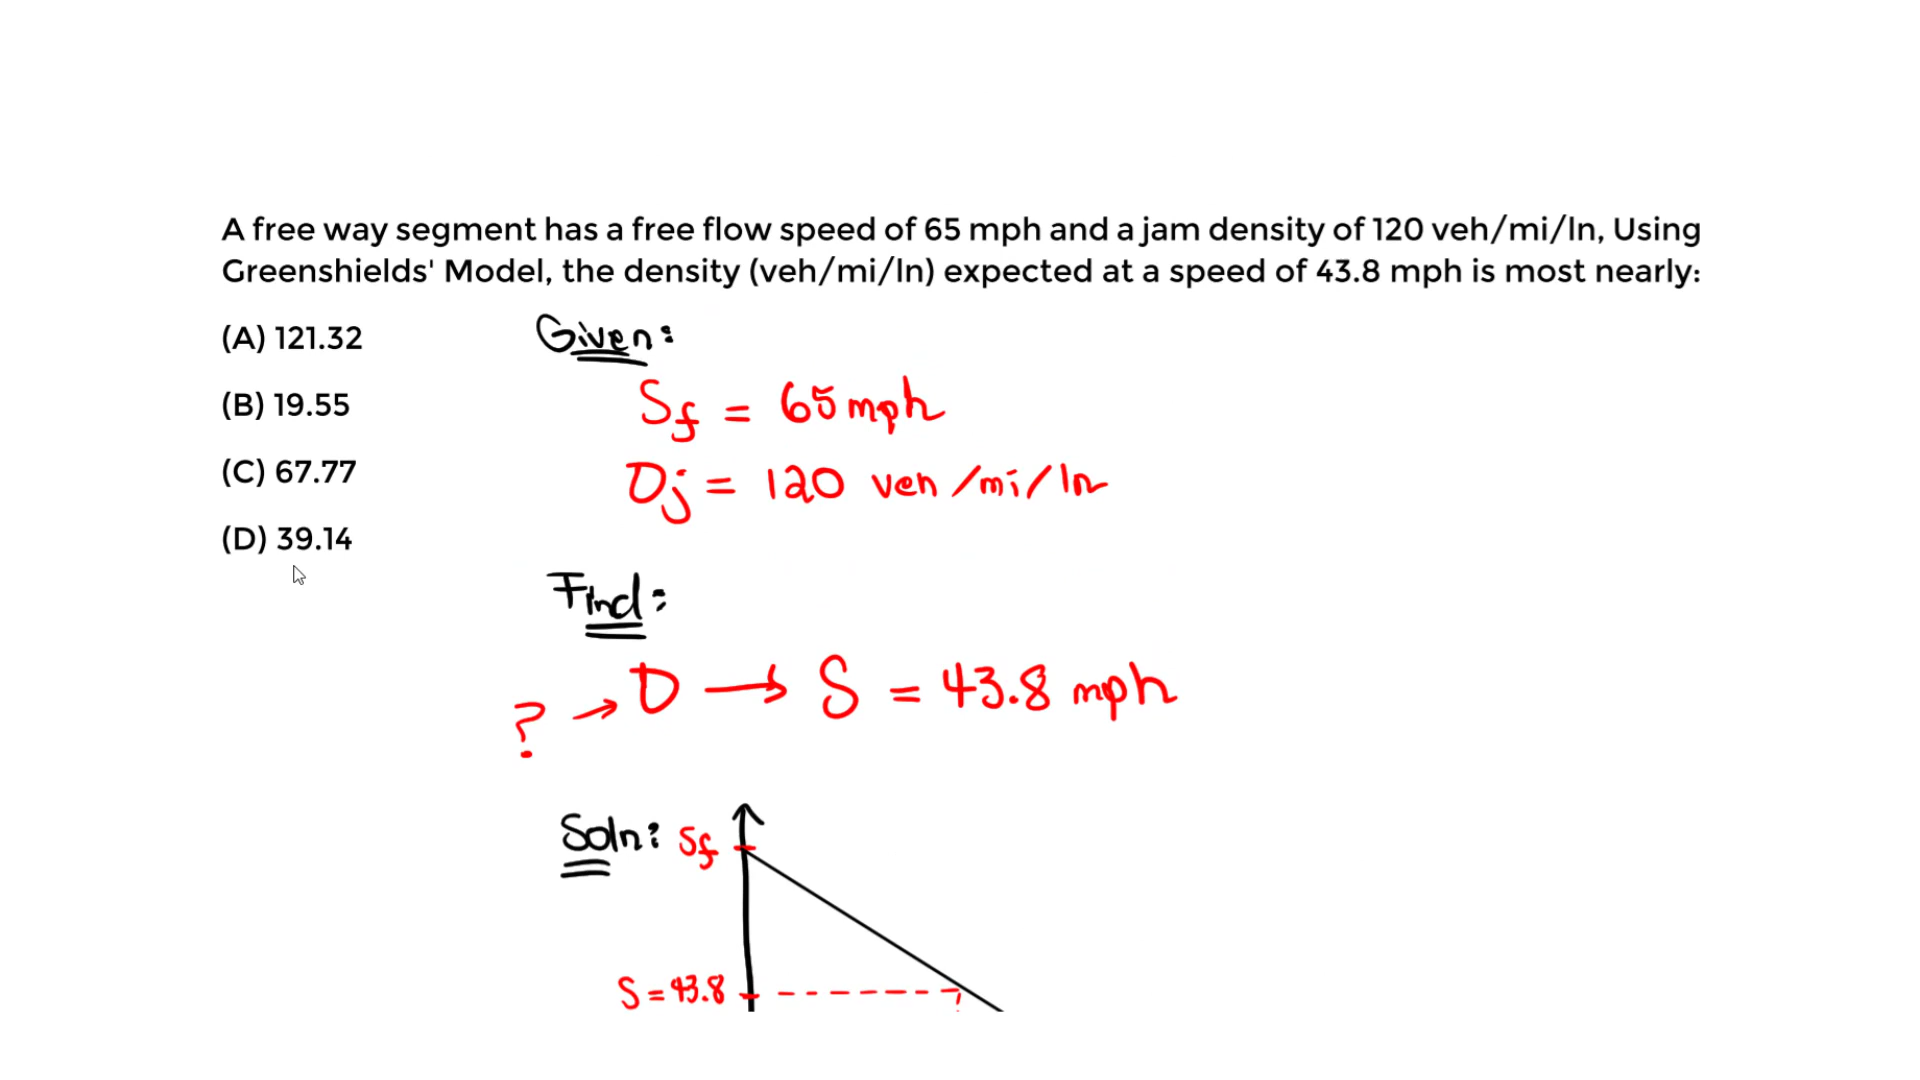 A free way segment has a free flow speed of 65 mph and a jam density of 120 veh/mi/ln, Using
Greenshields' Model, the density (veh/mi/ln) expected at a speed of 43.8 mph is most nearly:
(A) 121.32
(B) 19.55
(C) 67.77
(D) 39.14
Given:
Sf = 65 mph
Dj = 120 veh/mi/ln
Find:
? → D → S = 43.8 mph
Soln: Sf
S = 43.8